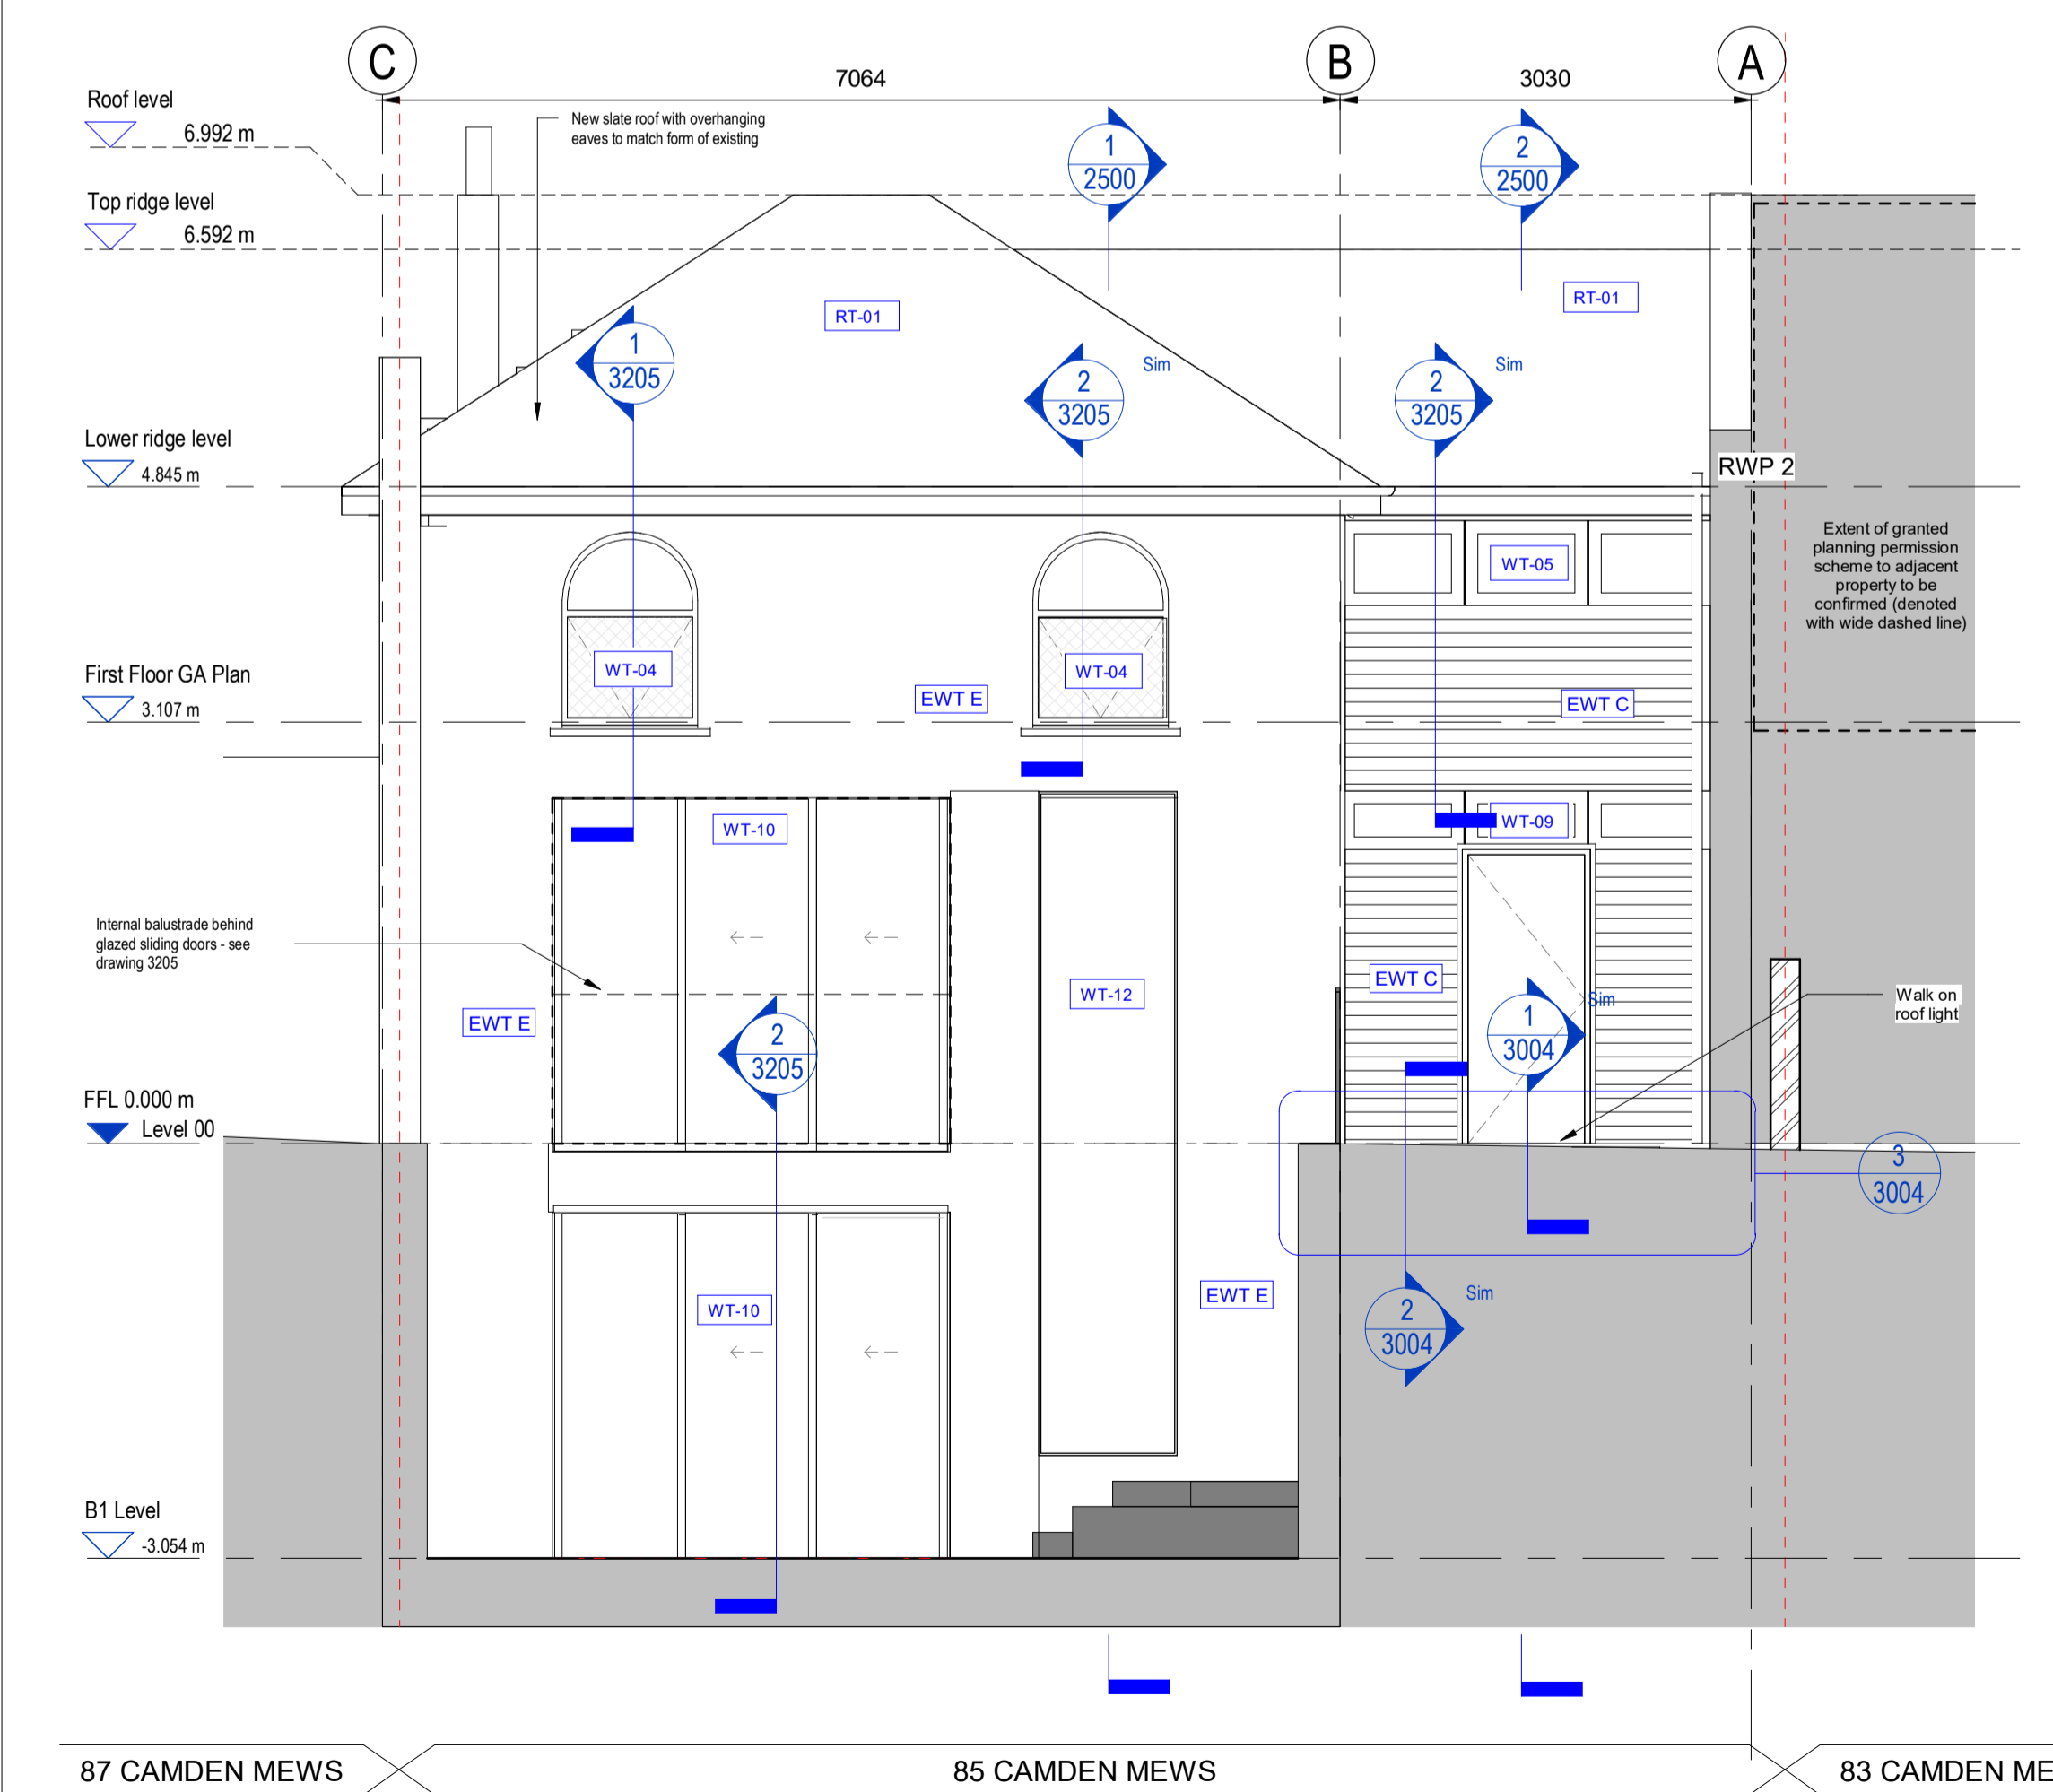 C
B
A
7064
3030
Roof level
6.992 m
New slate roof with overhanging
eaves to match form of existing
1
2500
2
2500
Top ridge level
6.592 m
RT-01
RT-01
1
3205
2
3205
Sim
2
3205
Sim
Lower ridge level
4.845 m
RWP 2
Extent of granted
planning permission
scheme to adjacent
property to be
confirmed (denoted
with wide dashed line)
WT-05
WT-04
WT-04
First Floor GA Plan
3.107 m
EWT E
EWT C
WT-10
WT-09
Internal balustrade behind
glazed sliding doors - see
drawing 3205
EWT E
WT-12
EWT C
1
3004
Sim
Walk on
roof light
2
3205
FFL 0.000 m
Level 00
3
3004
WT-10
EWT E
2
3004
Sim
B1 Level
-3.054 m
87 CAMDEN MEWS
85 CAMDEN MEWS
83 CAMDEN ME